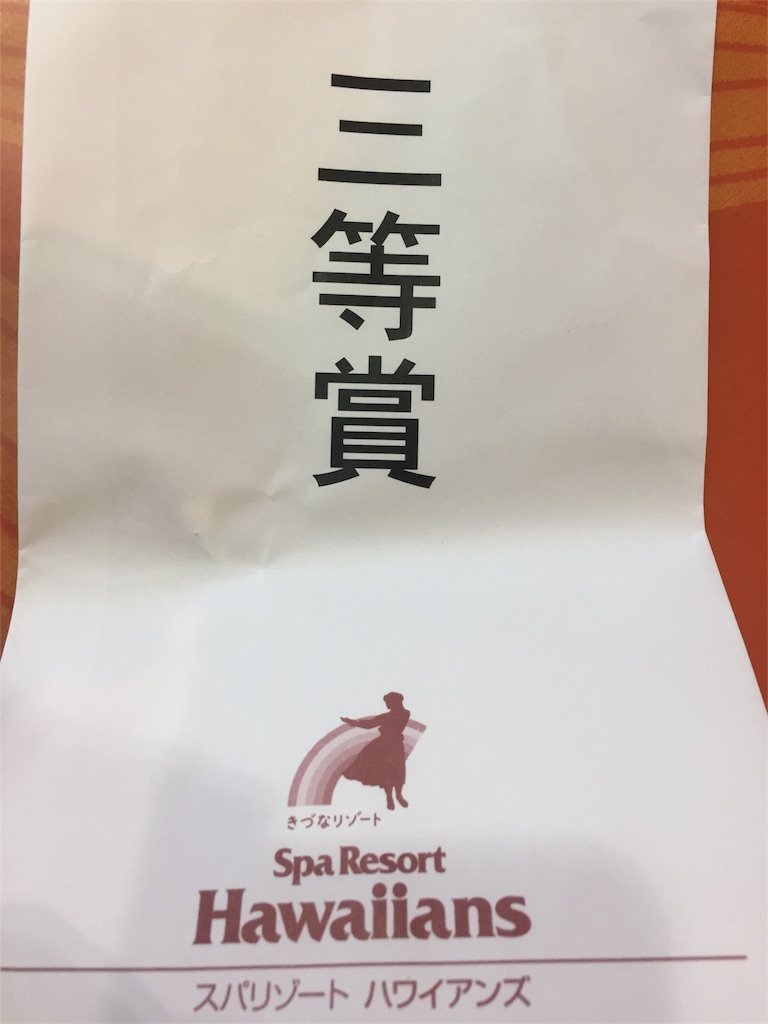 三等賞
きづなリゾート
Spa Resort
Hawaiians
スパリゾート ハワイアンズ